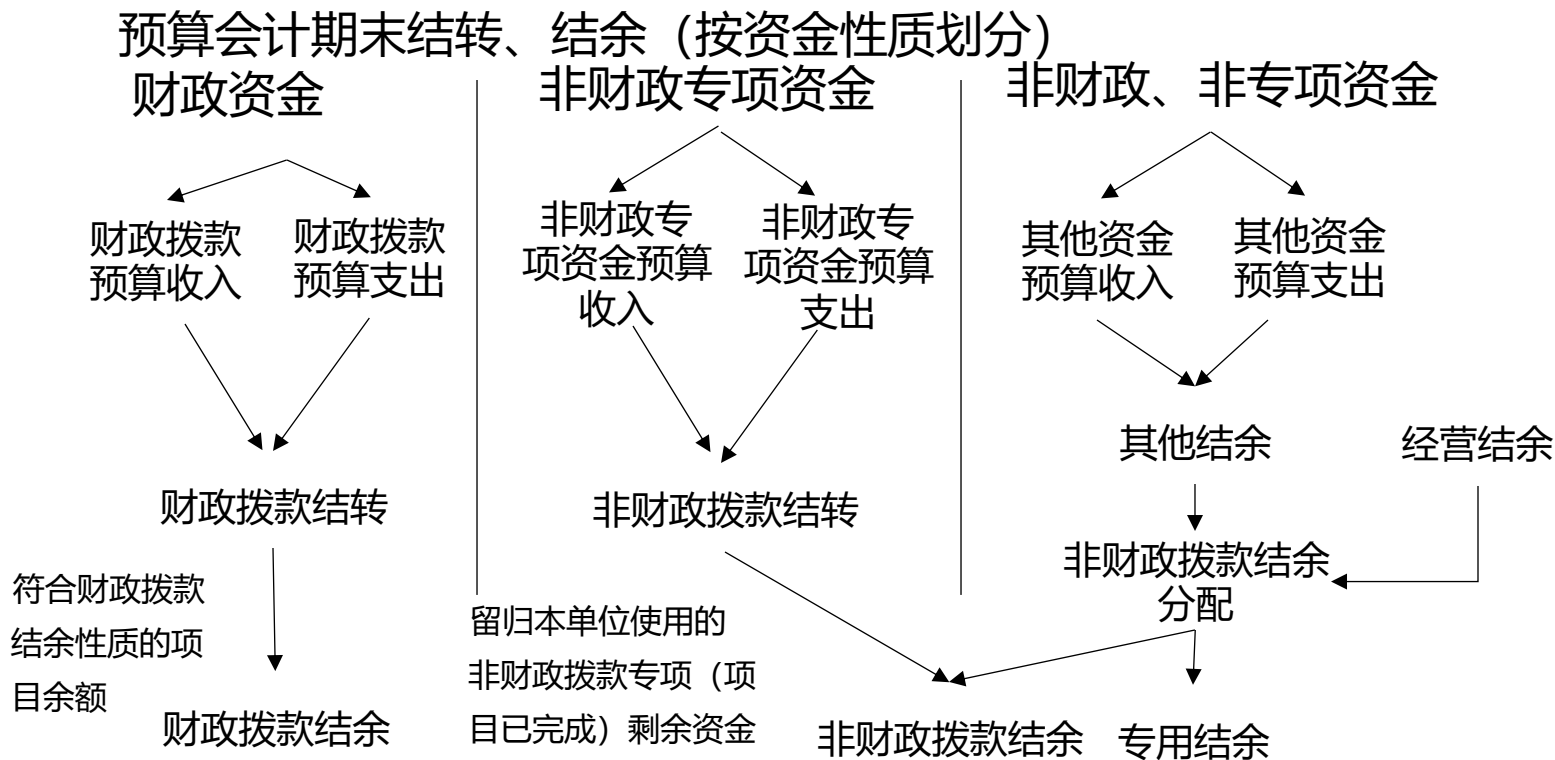 预算会计期末结转、结余（按资金性质划分）
财政资金
非财政专项资金
非财政、非专项资金
财政拨款
预算收入
财政拨款
预算支出
非财政专
项资金预算
收入
非财政专
项资金预算
支出
其他资金
预算收入
其他资金
预算支出
财政拨款结转
非财政拨款结转
其他结余
经营结余
非财政拨款结余
分配
符合财政拨款
结余性质的项
目余额
财政拨款结余
留归本单位使用的
非财政拨款专项（项
目已完成）剩余资金
非财政拨款结余
专用结余